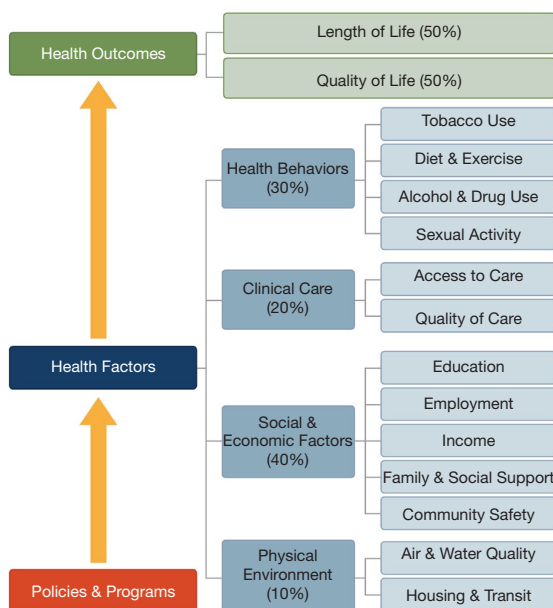 Health Outcomes
Length of Life (50%)
Quality of Life (50%)
Health Factors
Health Behaviors
(30%)
Tobacco Use
Diet & Exercise
Alcohol & Drug Use
Sexual Activity
Clinical Care
(20%)
Access to Care
Quality of Care
Social &
Economic Factors
(40%)
Education
Employment
Income
Family & Social Support
Community Safety
Physical
Environment
(10%)
Air & Water Quality
Housing & Transit
Policies & Programs